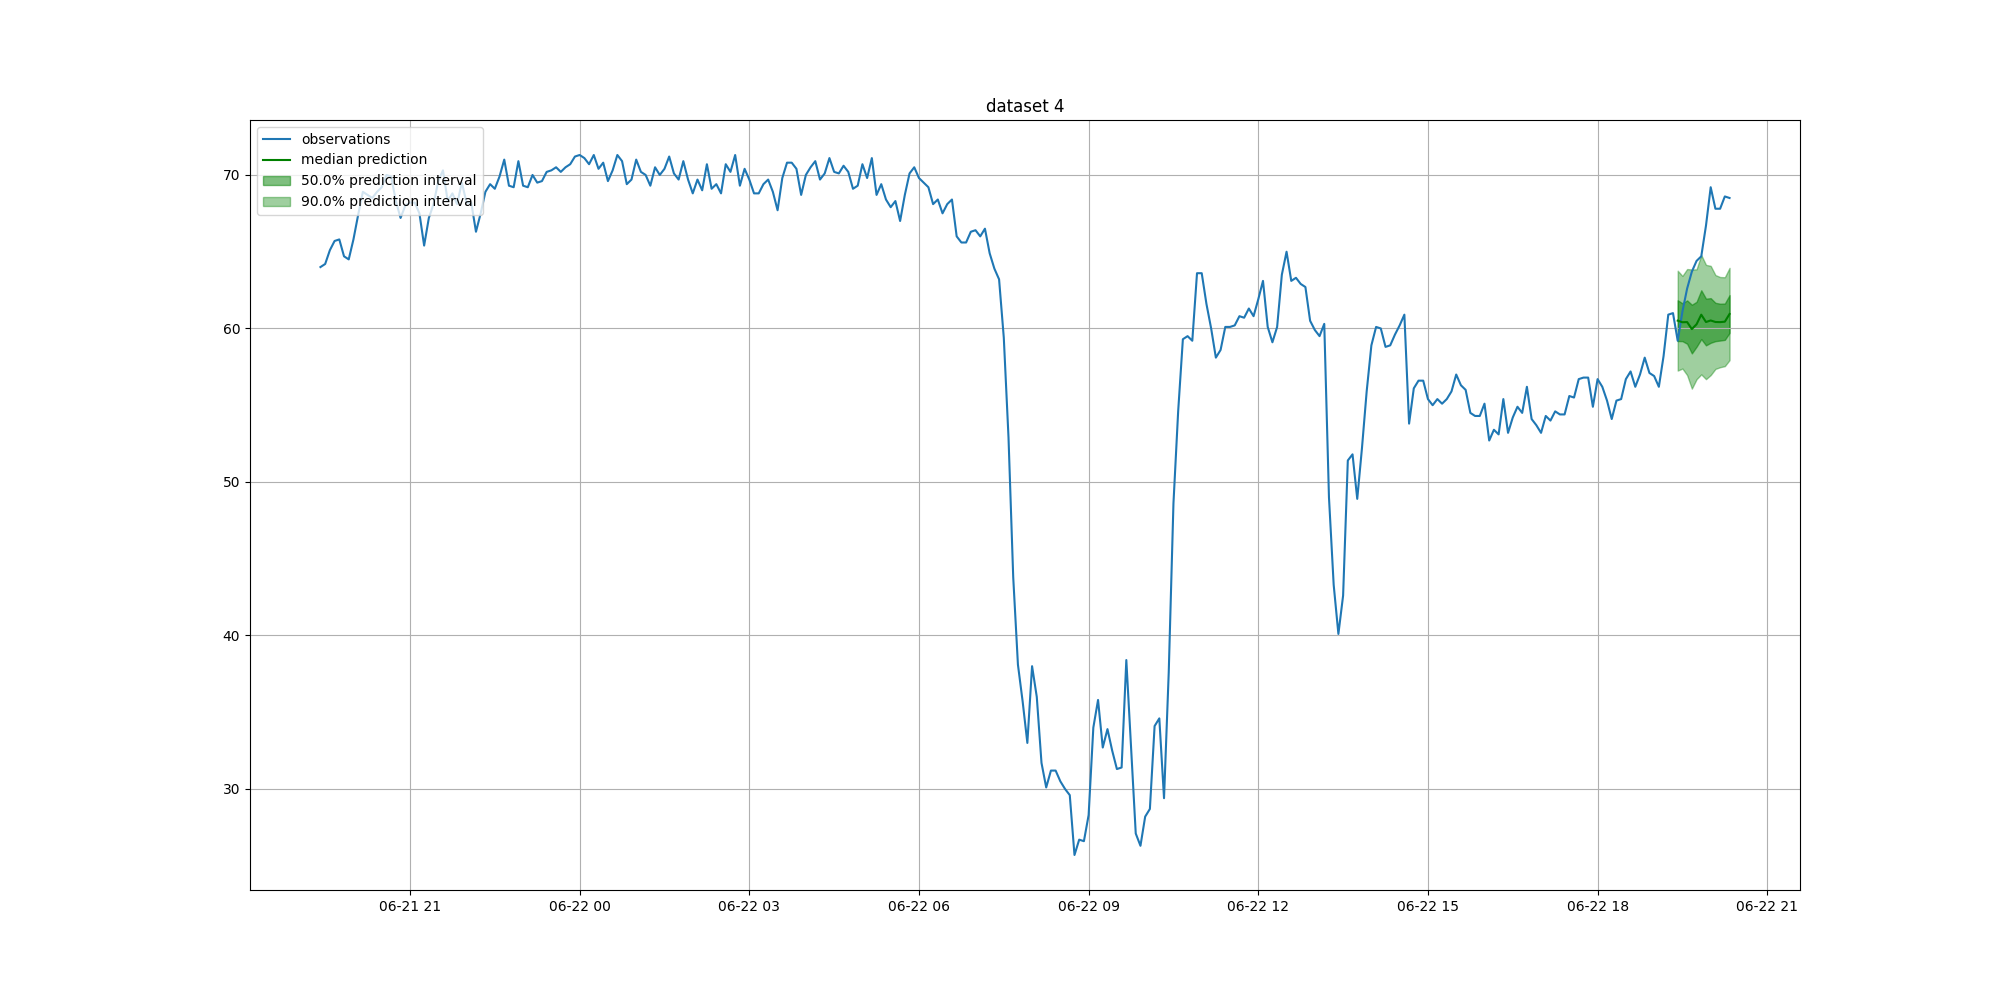 dataset 4
observations
median prediction
50.0% prediction interval
90.0% prediction interval
70
60
50
40
30
06-21 21
06-22 00
06-22 03
06-22 06
06-22 09
06-22 12
06-22 15
06-22 18
06-22 21